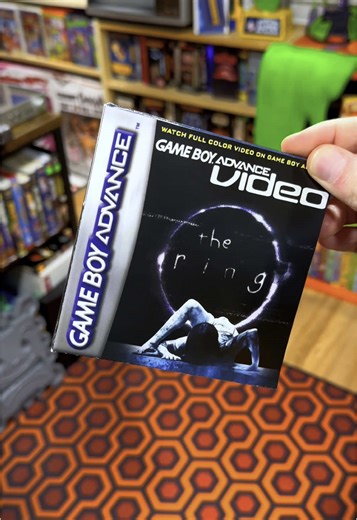 WATCH FULL COLOR VIDEO ON GAME BOY
GAME BOY ADVANCE
video
GAME BOY ADVANCE
the
ring